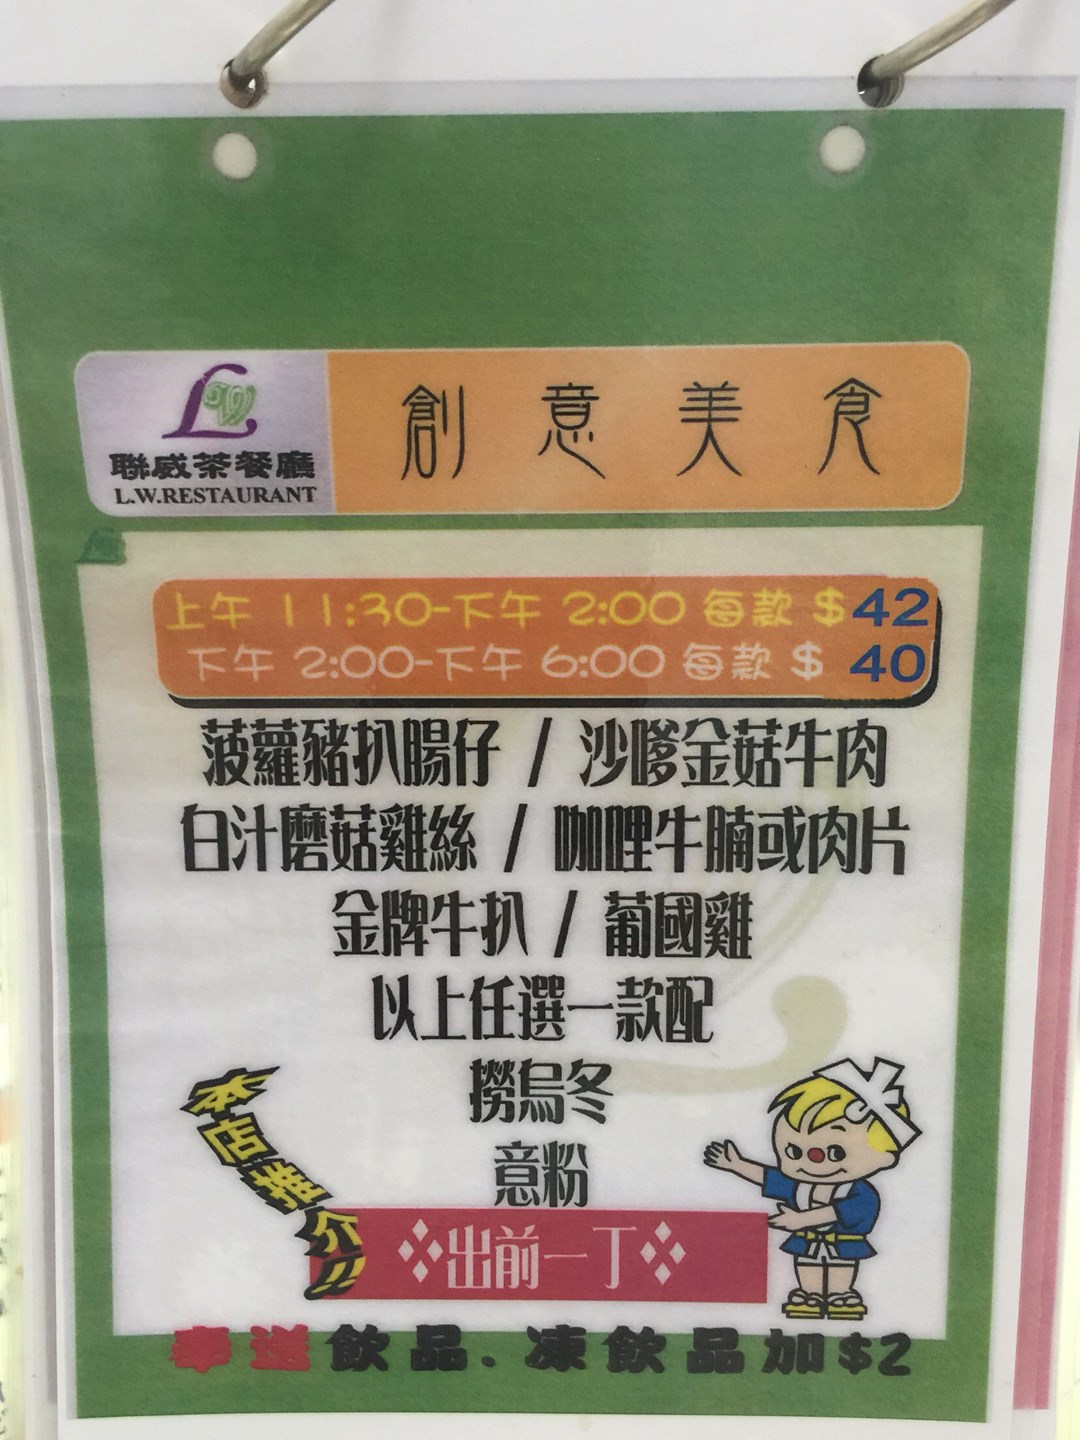 創意美食
聯威茶餐廳
L.W.RESTAURANT
上午 11:30-下午 2:00 每款 $42
下午 2:00-下午 6:00 每款 $ 40
菠蘿豬扒腸仔 / 沙嗲金菇牛肉
白汁磨菇雞絲 / 咖哩牛腩或肉片
金牌牛扒 / 葡國雞
以上任選一款配
撈烏冬
意粉
本店推介!!
出前一丁
奉送飲品．凍飲品加$2